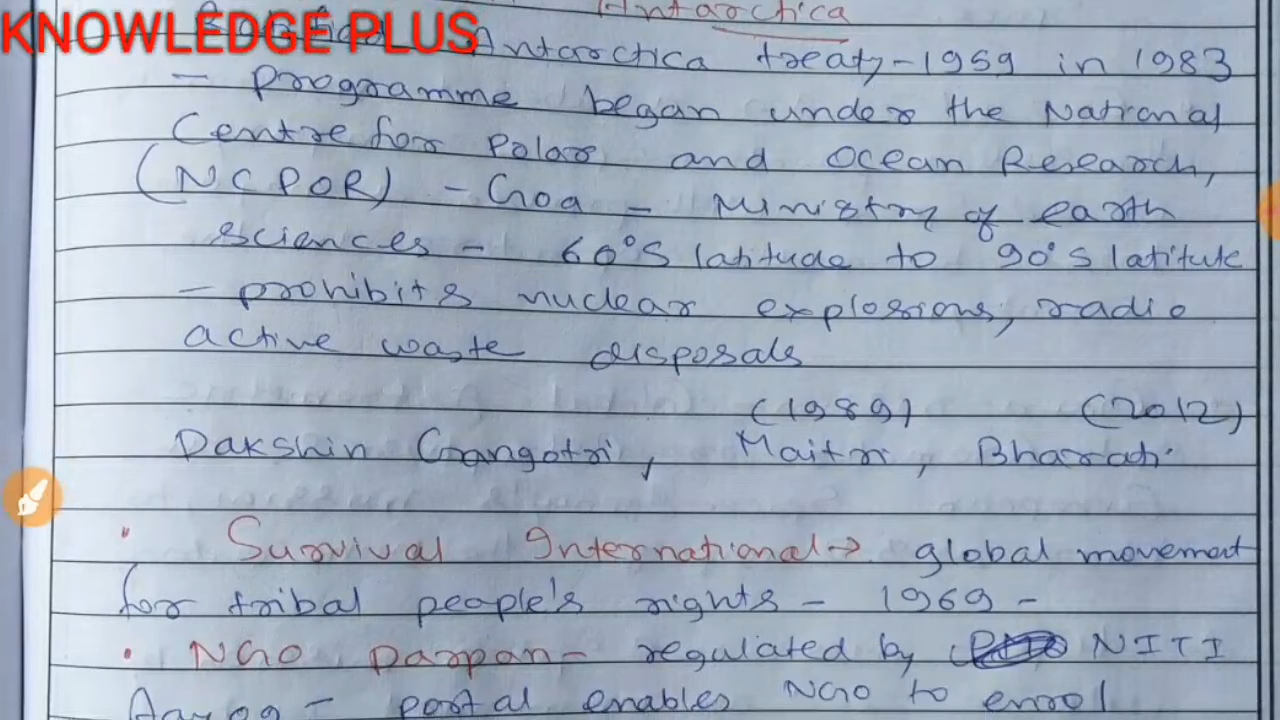 Antarctica
KNOWLEDGE PLUS
Antarctica treaty-1959 in 1983
- programme began under the National
Centre for Polar and Ocean Research,
(NCPOR) - Goa - Ministry of earth
sciences - 60°S latitude to 90°S latitute
- prohibits nuclear explosions, radio
active waste disposals
(1989) (2012)
Dakshin Gangotri, Maitri, Bharati
• Survival International → global movement
for tribal people's rights - 1969 -
• NGO Darpan - regulated by NITI
Aayog - portal enables NGO to enrol